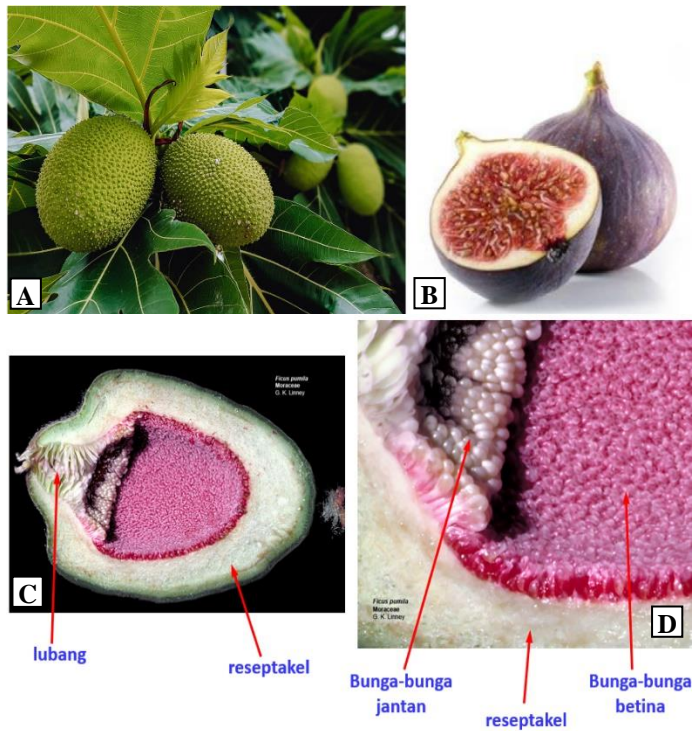 A
B
Ficus pumila
Moraceae
G. K. Linney
C
lubang
reseptakel
Ficus pumila
Moraceae
G. K. Linney
D
Bunga-bunga
jantan
reseptakel
Bunga-bunga
betina